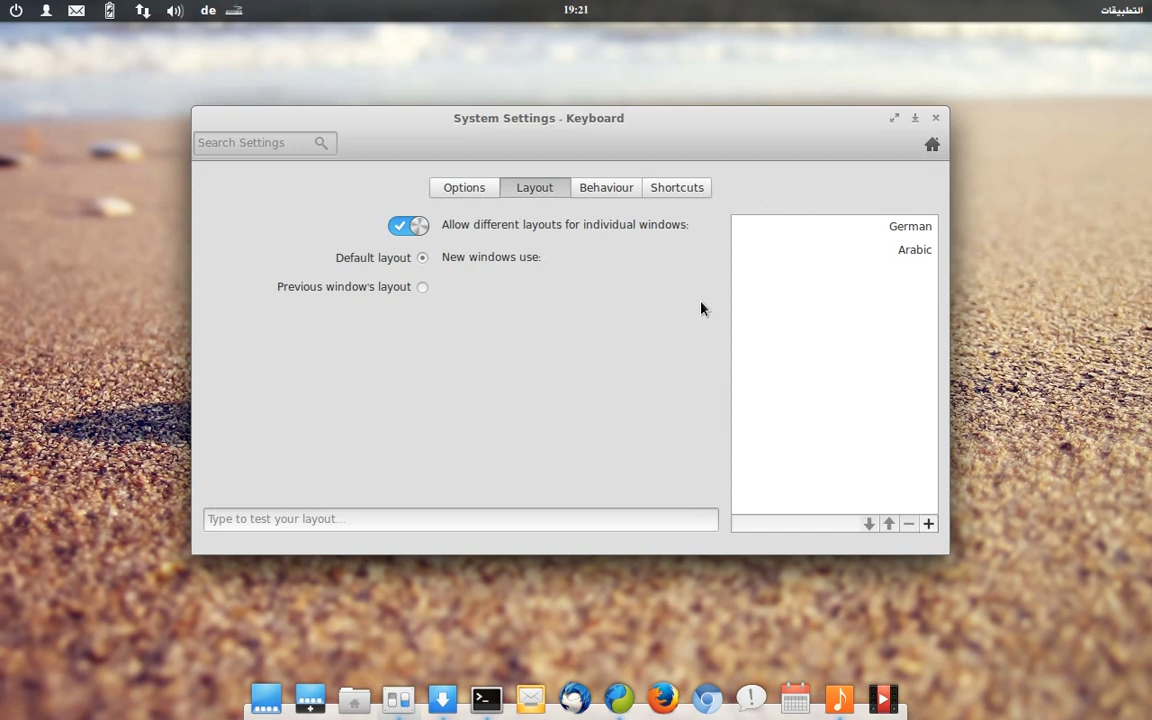 de
19:21
التطبيقات
System Settings - Keyboard
Search Settings
Options
Layout
Behaviour
Shortcuts
Allow different layouts for individual windows:
Default layout
New windows use:
Previous window's layout
German
Arabic
Type to test your layout...